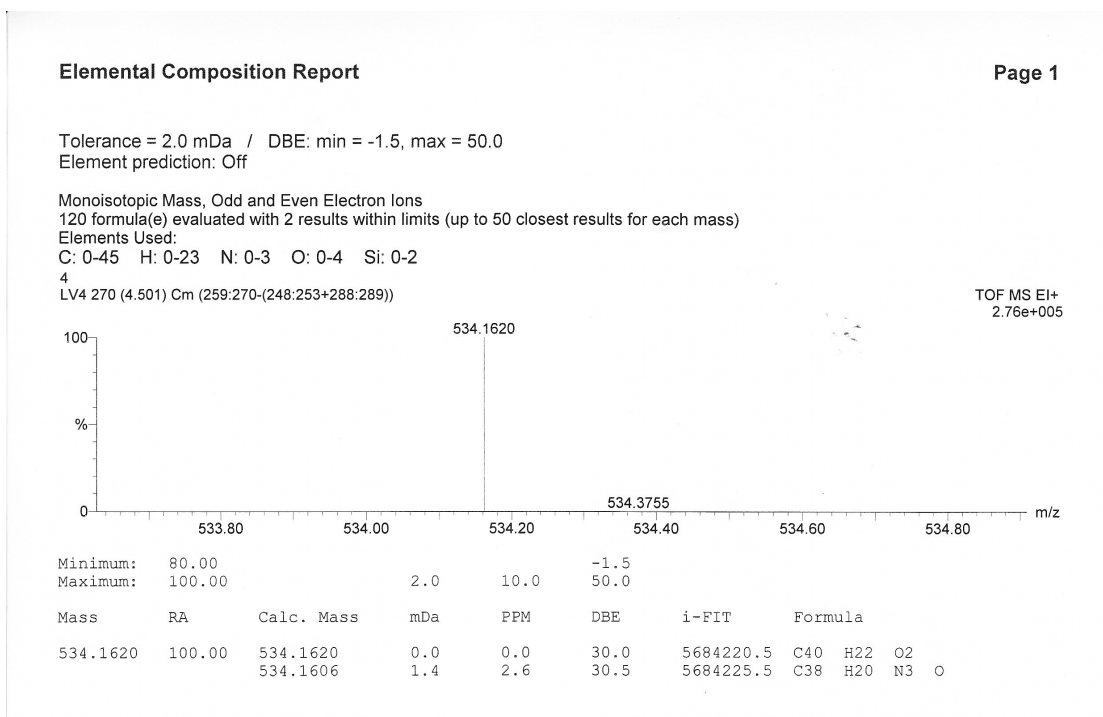 Elemental Composition Report Page 1
Tolerance = 2.0 mDa / DBE: min = -1.5, max = 50.0
Element prediction: Off
Monoisotopic Mass, Odd and Even Electron Ions
120 formula(e) evaluated with 2 results within limits (up to 50 closest results for each mass)
Elements Used:
C: 0-45 H: 0-23 N: 0-3 O: 0-4 Si: 0-2
4
LV4 270 (4.501) Cm (259:270-(248:253+288:289)) TOF MS EI+
2.76e+005
534.1620
100
%
534.3755
0 m/z
533.80 534.00 534.20 534.40 534.60 534.80
Minimum: 80.00 -1.5
Maximum: 100.00 2.0 10.0 50.0
Mass RA Calc. Mass mDa PPM DBE i-FIT Formula
534.1620 100.00 534.1620 0.0 0.0 30.0 5684220.5 C40 H22 O2
534.1606 1.4 2.6 30.5 5684225.5 C38 H20 N3 O